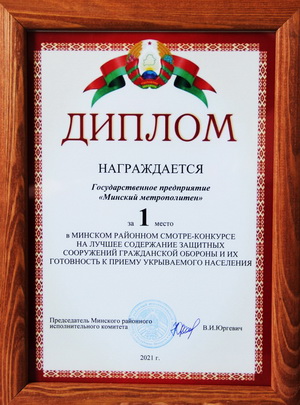 ДИПЛОМ
НАГРАЖДАЕТСЯ
Государственное предприятие
«Минский метрополитен»
за 1 место
в МИНСКОМ РАЙОННОМ СМОТРЕ-КОНКУРСЕ
НА ЛУЧШЕЕ СОДЕРЖАНИЕ ЗАЩИТНЫХ
СООРУЖЕНИЙ ГРАЖДАНСКОЙ ОБОРОНЫ И ИХ
ГОТОВНОСТЬ К ПРИЕМУ УКРЫВАЕМОГО НАСЕЛЕНИЯ
Председатель Минского районного
исполнительного комитета
В.И.Юргевич
2021 г.